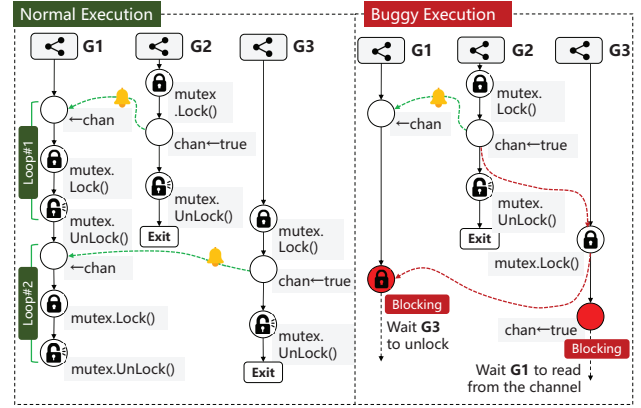 Normal Execution
G1
G2
G3
mutex
.Lock()
←chan
chan←true
Loop#1
mutex.
Lock()
mutex.
UnLock()
mutex.
UnLock()
Exit
mutex.
Lock()
←chan
chan←true
Loop#2
mutex.Lock()
mutex.
UnLock()
mutex.UnLock()
Exit
Buggy Execution
G1
G2
G3
mutex.
Lock()
←chan
chan←true
mutex.
UnLock()
Exit
mutex.Lock()
Blocking
Wait G3
to unlock
chan←true
Blocking
Wait G1 to read
from the channel